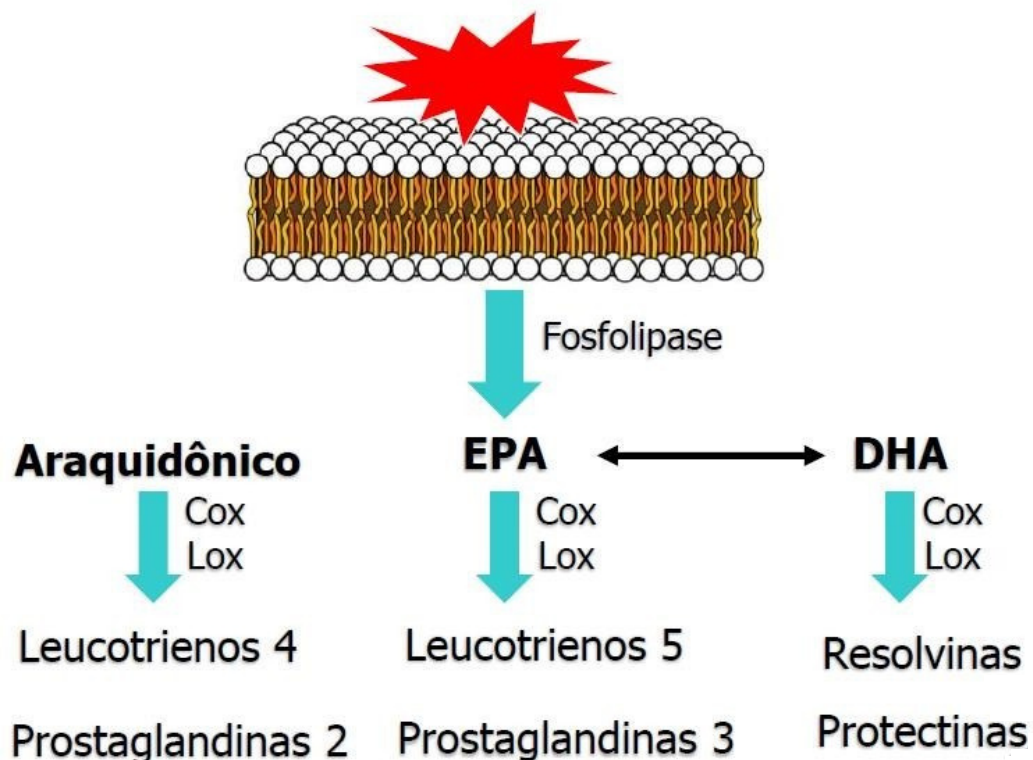 Fosfolipase
Araquidônico
EPA
DHA
Cox
Lox
Cox
Lox
Cox
Lox
Leucotrienos 4
Leucotrienos 5
Resolvinas
Prostaglandinas 2
Prostaglandinas 3
Protectinas